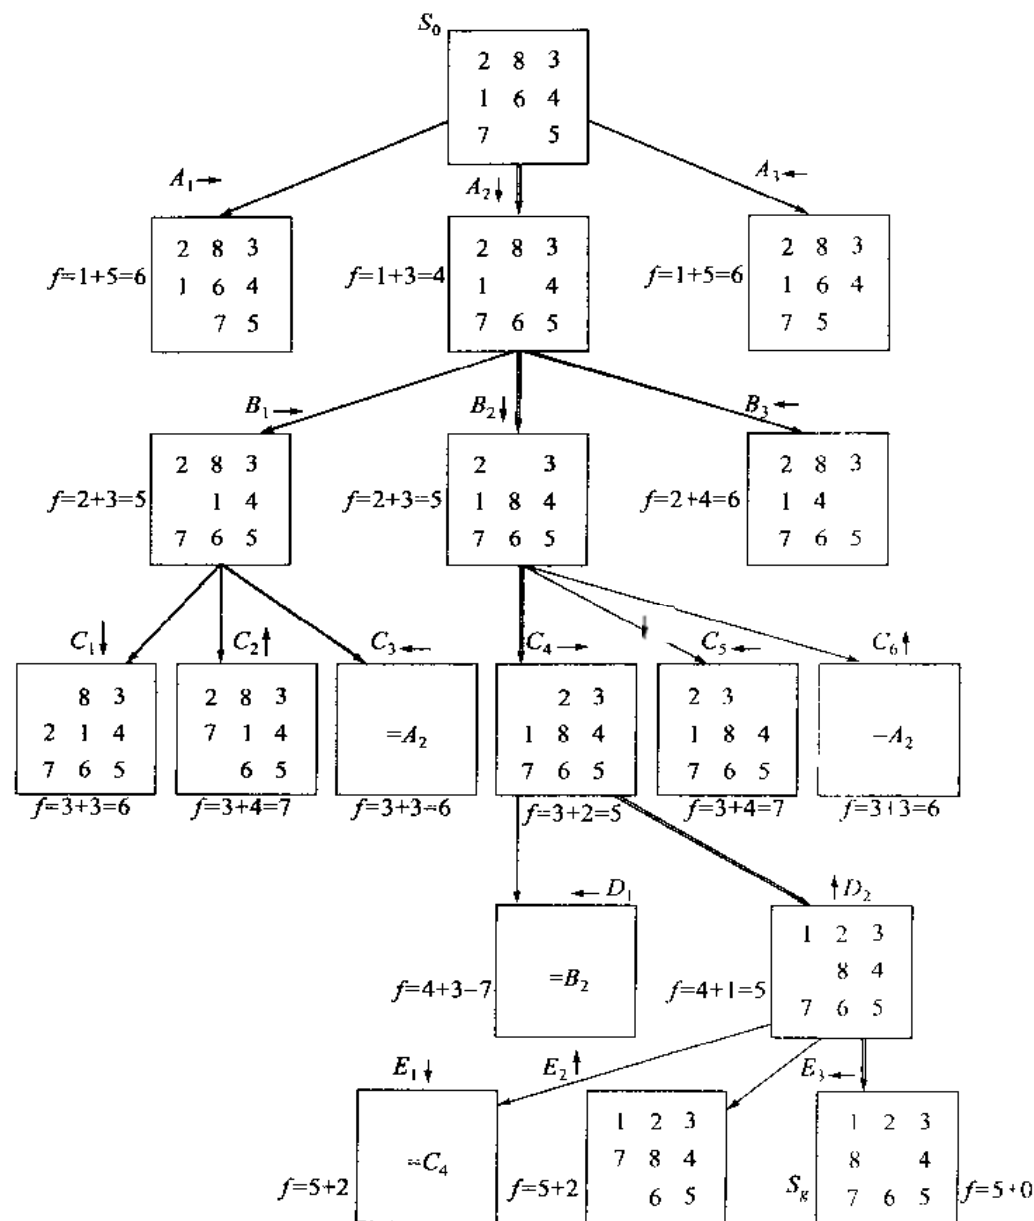 S₀
2 8 3
1 6 4
7 5
A₁→ A₂↓ A₃←
f=1+5=6
2 8 3
1 6 4
7 5
f=1+3=4
2 8 3
1 4
7 6 5
f=1+5=6
2 8 3
1 6 4
7 5
B₁→ B₂↓ B₃←
f=2+3=5
2 8 3
1 4
7 6 5
f=2+3=5
2 3
1 8 4
7 6 5
f=2+4=6
2 8 3
1 4
7 6 5
C₁↓ C₂↑ C₃← C₄→ C₅← C₆↑
8 3
2 1 4
7 6 5
f=3+3=6
2 8 3
7 1 4
6 5
f=3+4=7
=A₂
f=3+3=6
2 3
1 8 4
7 6 5
f=3+2=5
2 3
1 8 4
7 6 5
f=3+4=7
=A₂
f=3+3=6
←D₁ ↑D₂
f=4+3=7
=B₂
f=4+1=5
1 2 3
8 4
7 6 5
E₁↓ E₂↑ E₃←
f=5+2
=C₄
f=5+2
1 2 3
7 8 4
6 5
S_g
1 2 3
8 4
7 6 5
f=5+0